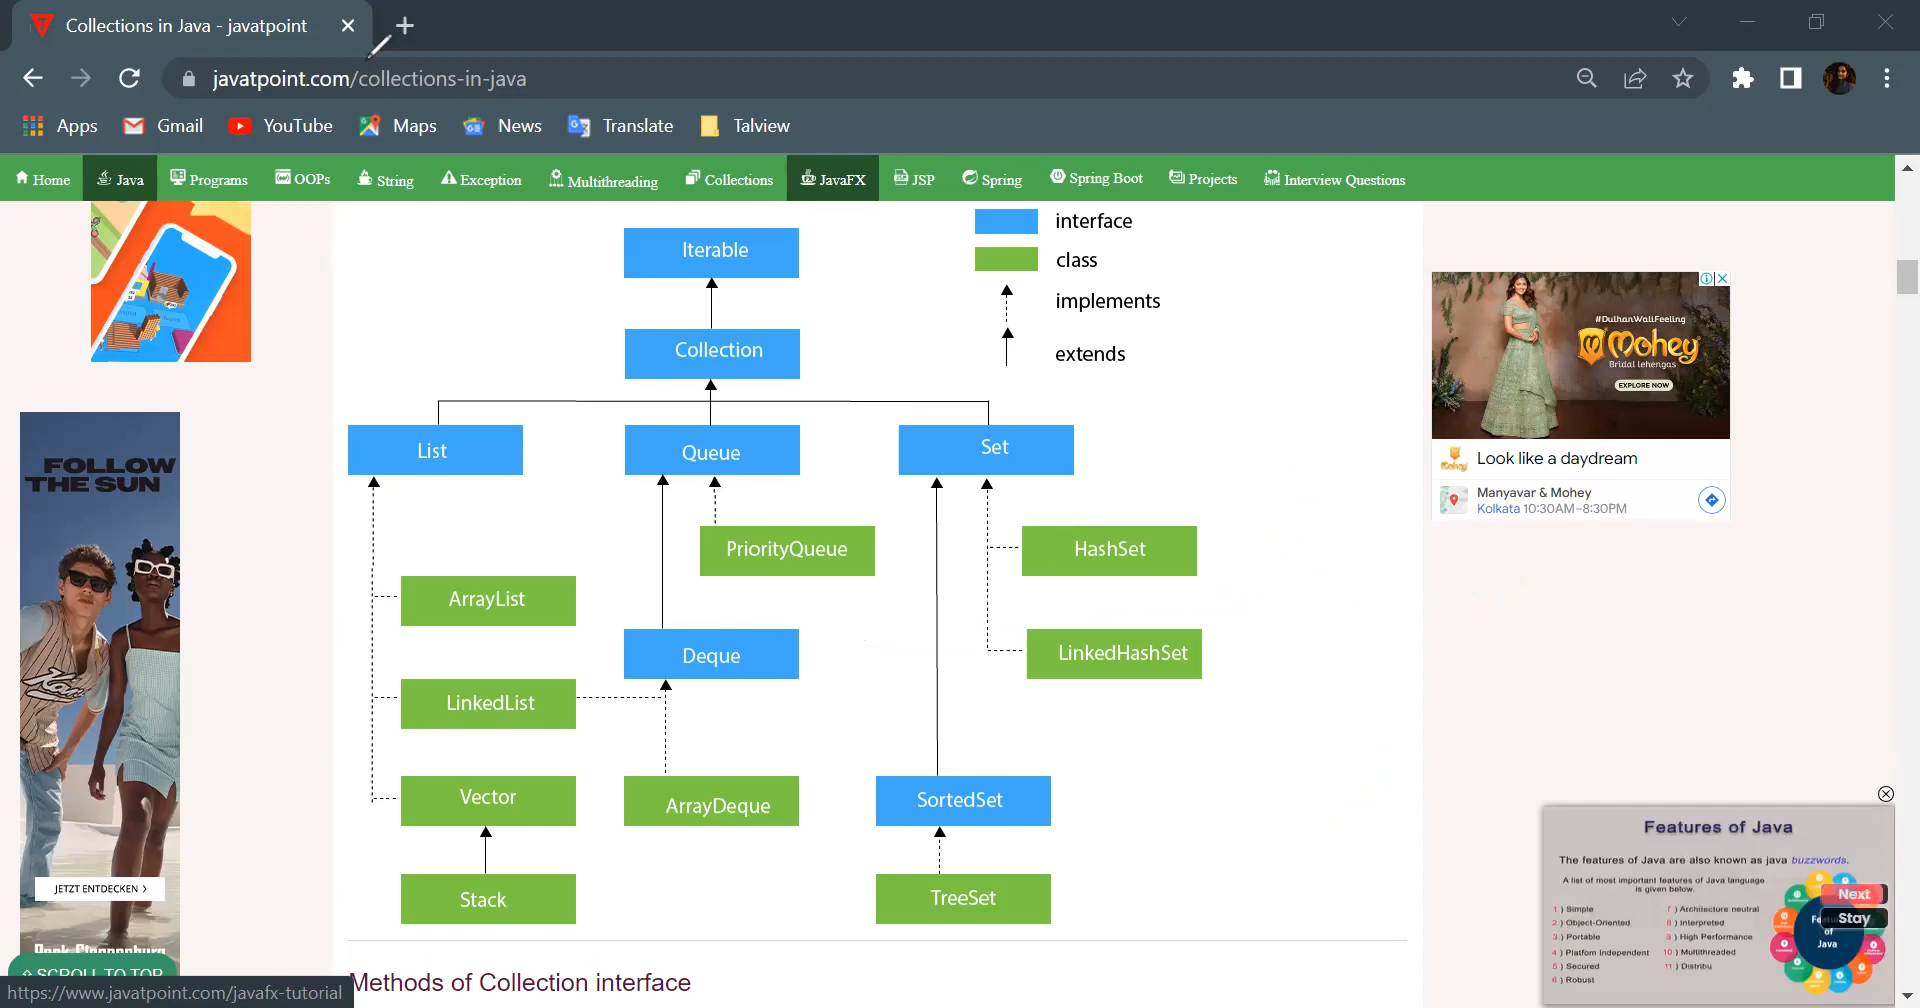 Collections in Java - javatpoint
javatpoint.com/collections-in-java
Apps Gmail YouTube Maps News Translate Talview
Home Java Programs OOPs String Exception Multithreading Collections JavaFX JSP Spring Spring Boot Projects Interview Questions
interface
class
implements
extends
Iterable
Collection
List Queue Set
PriorityQueue HashSet
ArrayList
Deque LinkedHashSet
LinkedList
Vector ArrayDeque SortedSet
Stack TreeSet
Methods of Collection interface
FOLLOW
THE SUN
JETZT ENTDECKEN >
SCROLL TO TOP
https://www.javatpoint.com/javafx-tutorial
#DulhanWaliFeeling
Mohey
Bridal lehengas
EXPLORE NOW
Look like a daydream
Manyavar & Mohey
Kolkata 10:30AM–8:30PM
Features of Java
The features of Java are also known as java buzzwords.
A list of most important features of Java language
is given below.
1 ) Simple
2 ) Object-Oriented
3 ) Portable
4 ) Platfom independent
5 ) Secured
6 ) Robust
7 ) Architecture neutral
8 ) Interpreted
9 ) High Performance
10 ) Multithreaded
11 ) Distribu
of
Java
Next
Stay